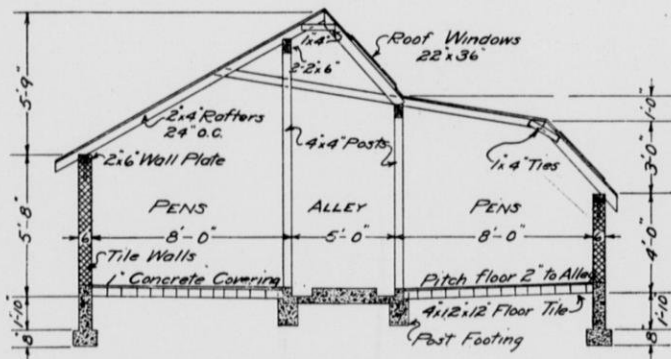 1"x4"
Roof Windows
22"x36"
2-2"x6"
5'-9"
1'-0"
2"x4" Rafters
24" o.c.
4"x4" Posts
3'-0"
2"x6" Wall Plate
1"x4" Ties
5'-8"
PENS
ALLEY
PENS
4'-0"
6"
8'-0"
5'-0"
8'-0"
6"
Tile Walls
1" Concrete Covering
Pitch floor 2" to Alley
1'-10"
4"x12"x12" Floor Tile
1'-10"
8"
Post Footing
8"